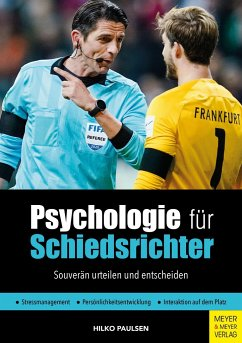 FIFA
REFEREE
FRANKFURT
Psychologie für
Schiedsrichter
Souverän urteilen und entscheiden
• Stressmanagement • Persönlichkeitsentwicklung • Interaktion auf dem Platz
HILKO PAULSEN
MEYER
& MEYER
VERLAG